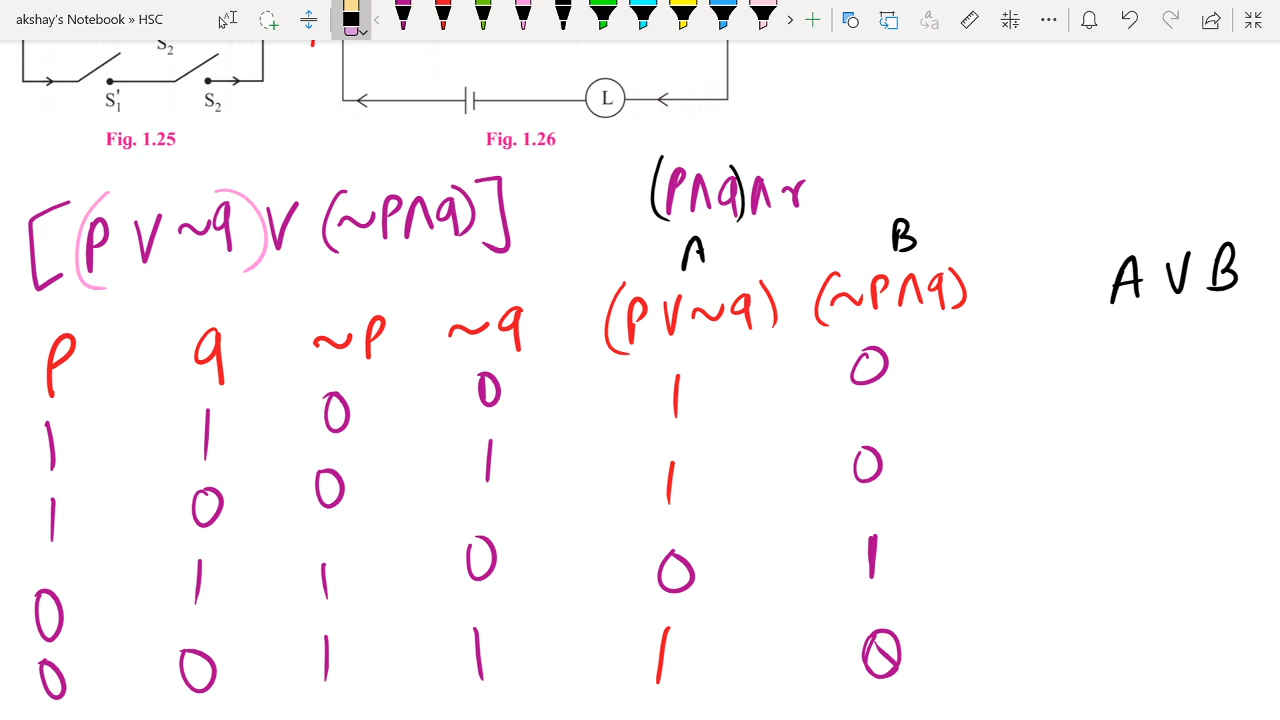 akshay's Notebook » HSC
S₂
S₁' S₂ L
Fig. 1.25 Fig. 1.26
[(p ∨ ~q) ∨ (~p ∧ q)] (p ∧ q) ∧ r
A B
A ∨ B
p q ~p ~q (p ∨ ~q) (~p ∧ q)
1 1 0 0 1 0
1 0 0 1 1 0
0 1 1 0 0 1
0 0 1 1 1 0